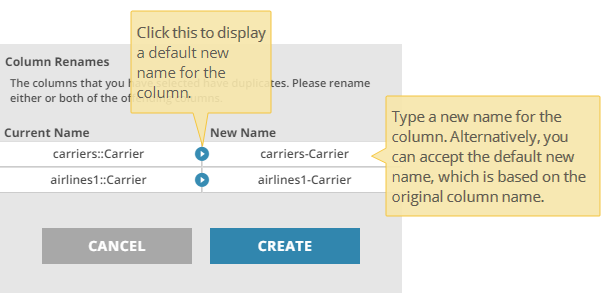 Click this to display
a default new
name for the
column.
Column Renames
The columns that you have selected have duplicates. Please rename
either or both of the offending columns.
Type a new name for the
column. Alternatively, you
can accept the default new
name, which is based on the
original column name.
Current Name New Name
carriers::Carrier carriers-Carrier
airlines1::Carrier airlines1-Carrier
CANCEL CREATE